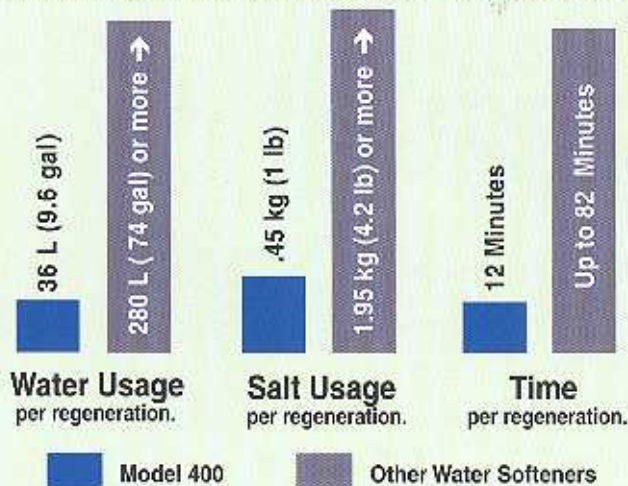 36 L (9.6 gal)
280 L ( 74 gal) or more →
.45 kg (1 lb)
1.95 kg (4.2 lb) or more →
12 Minutes
Up to 82 Minutes
Water Usage
per regeneration.
Salt Usage
per regeneration.
Time
per regeneration.
Model 400
Other Water Softeners